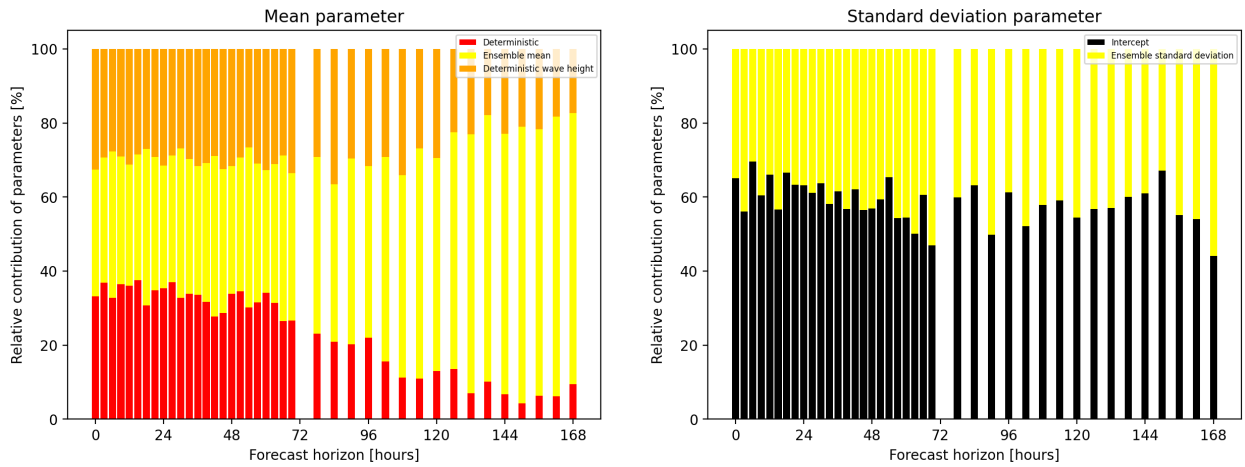 Mean parameter
Relative contribution of parameters [%]
100
80
60
40
20
0
Deterministic
Ensemble mean
Deterministic wave height
0 24 48 72 96 120 144 168
Forecast horizon [hours]
Standard deviation parameter
Relative contribution of parameters [%]
100
80
60
40
20
0
Intercept
Ensemble standard deviation
0 24 48 72 96 120 144 168
Forecast horizon [hours]